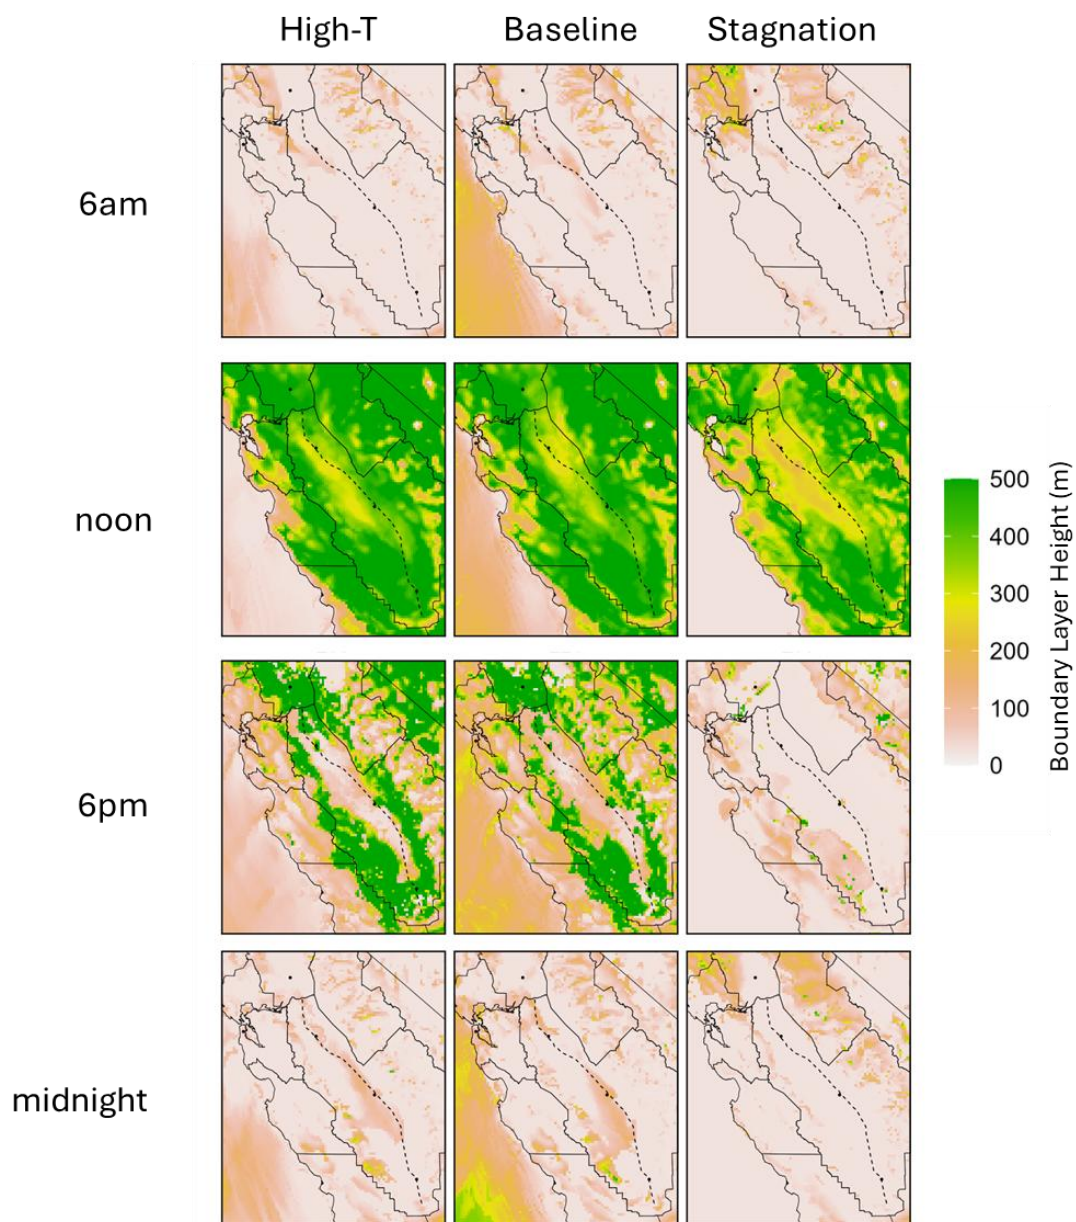 High-T Baseline Stagnation
6am
noon
6pm
midnight
500
400
300
200
100
0
Boundary Layer Height (m)